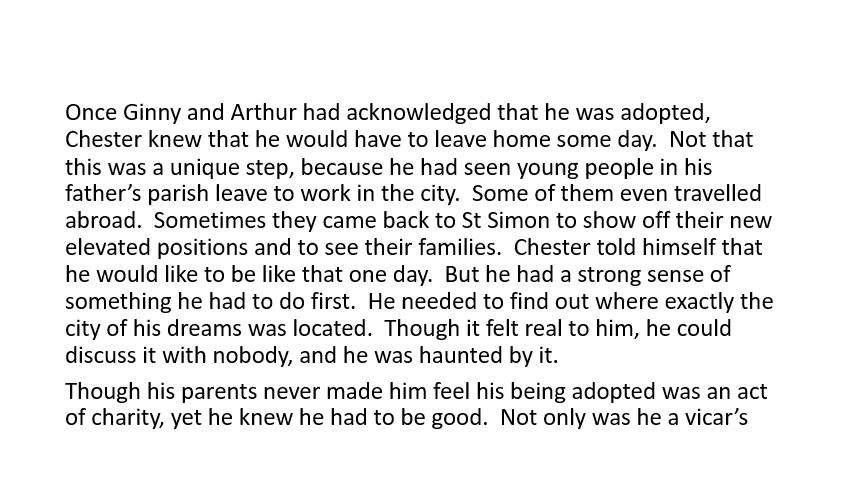 Once Ginny and Arthur had acknowledged that he was adopted,
Chester knew that he would have to leave home some day.  Not that
this was a unique step, because he had seen young people in his
father’s parish leave to work in the city.  Some of them even travelled
abroad.  Sometimes they came back to St Simon to show off their new
elevated positions and to see their families.  Chester told himself that
he would like to be like that one day.  But he had a strong sense of
something he had to do first.  He needed to find out where exactly the
city of his dreams was located.  Though it felt real to him, he could
discuss it with nobody, and he was haunted by it.
Though his parents never made him feel his being adopted was an act
of charity, yet he knew he had to be good.  Not only was he a vicar’s